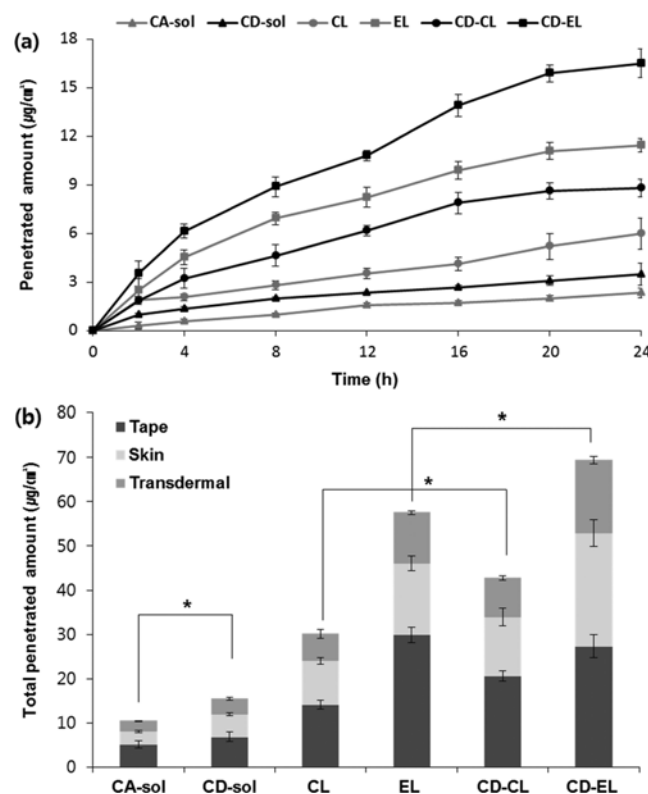 CA-sol CD-sol CL EL CD-CL CD-EL
(a)
Penetrated amount (㎍/㎠)
18
15
12
9
6
3
0
0 4 8 12 16 20 24
Time (h)
(b)
Total penetrated amount (㎍/㎠)
80
70
60
50
40
30
20
10
0
Tape
Skin
Transdermal
*
*
*
CA-sol CD-sol CL EL CD-CL CD-EL